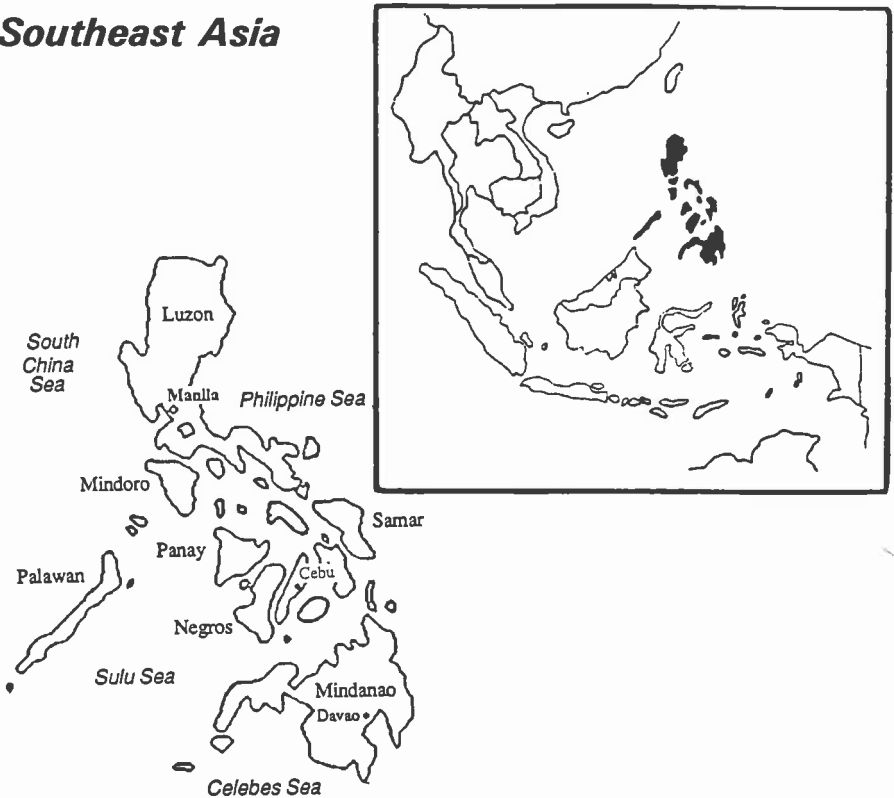 Southeast Asia
Luzon
South
China
Sea
Manila
Philippine Sea
Mindoro
Samar
Panay
Palawan
Cebu
Negros
Sulu Sea
Mindanao
Davao
Celebes Sea